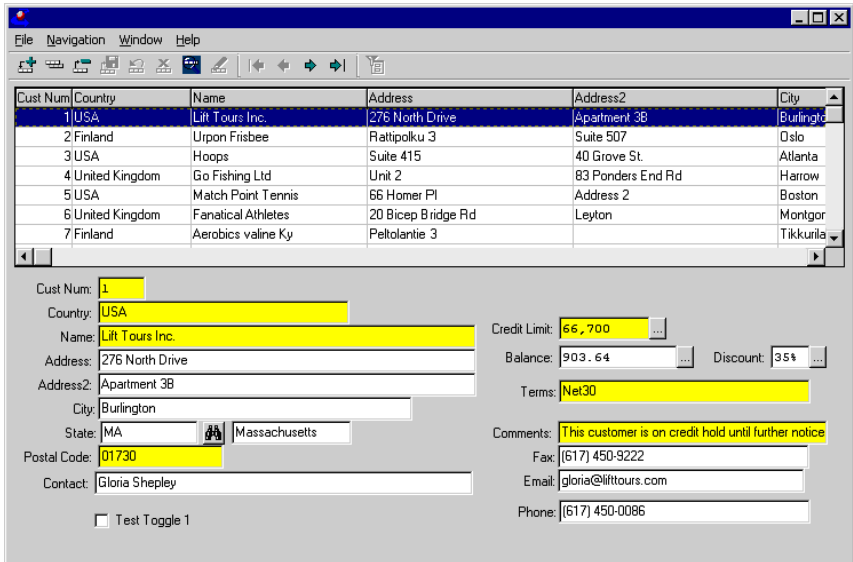 File Navigation Window Help
Cust Num Country Name Address Address2 City
1 USA Lift Tours Inc. 276 North Drive Apartment 3B Burlingto
2 Finland Urpon Frisbee Rattipolku 3 Suite 507 Oslo
3 USA Hoops Suite 415 40 Grove St. Atlanta
4 United Kingdom Go Fishing Ltd Unit 2 83 Ponders End Rd Harrow
5 USA Match Point Tennis 66 Homer Pl Address 2 Boston
6 United Kingdom Fanatical Athletes 20 Bicep Bridge Rd Leyton Montgor
7 Finland Aerobics valine Ky Peltolantie 3 Tikkurila
Cust Num: 1
Country: USA
Name: Lift Tours Inc.
Address: 276 North Drive
Address2: Apartment 3B
City: Burlington
State: MA Massachusetts
Postal Code: 01730
Contact: Gloria Shepley
Test Toggle 1
Credit Limit: 66,700 ...
Balance: 903.64 ... Discount: 35% ...
Terms: Net30
Comments: This customer is on credit hold until further notice
Fax: (617) 450-9222
Email: gloria@lifttours.com
Phone: (617) 450-0086